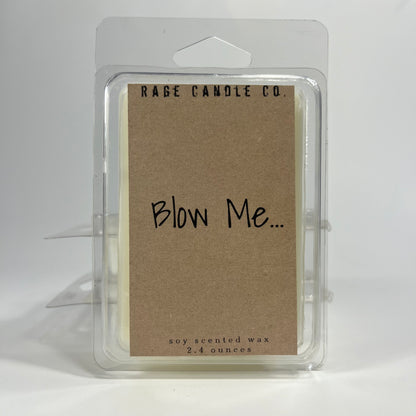 RAGE CANDLE CO.
Blow Me...
soy scented wax
2.4 ounces